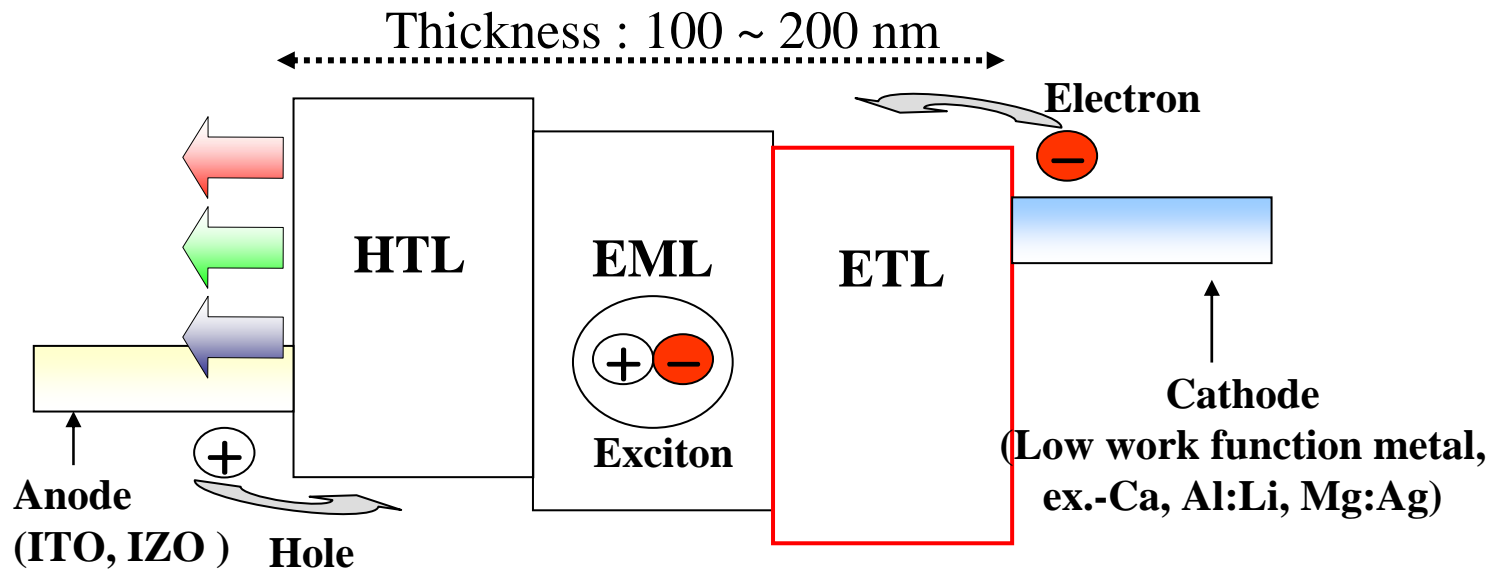 Thickness : 100 ~ 200 nm
Electron
−
HTL
EML
ETL
+ −
Exciton
Cathode
(Low work function metal,
ex.-Ca, Al:Li, Mg:Ag)
+
Anode
(ITO, IZO )
Hole